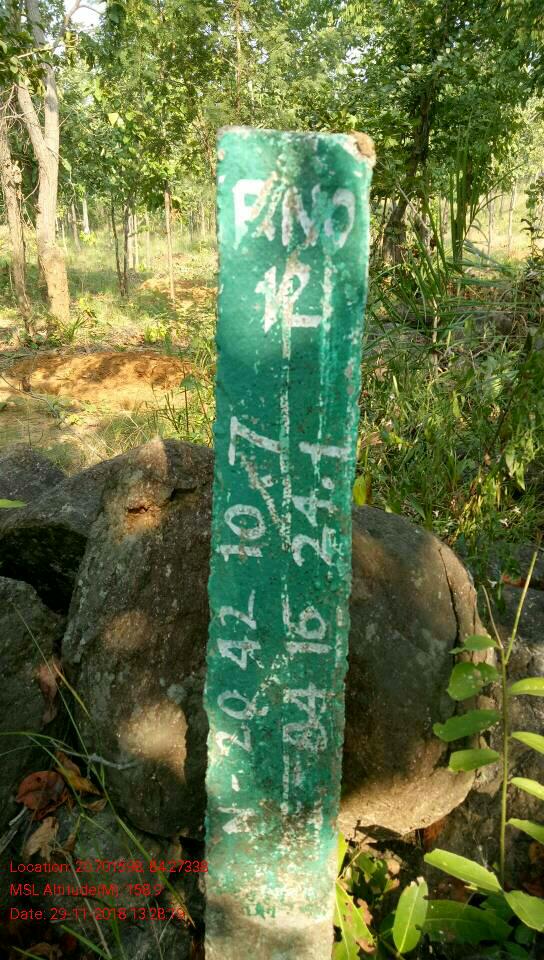 P.NO
12
N-20 42 10.7
84 16 24.1
Location: 20.701598, 84.27338
MSL Altitude(M): 158.9
Date: 29-11-2018 13:28:79